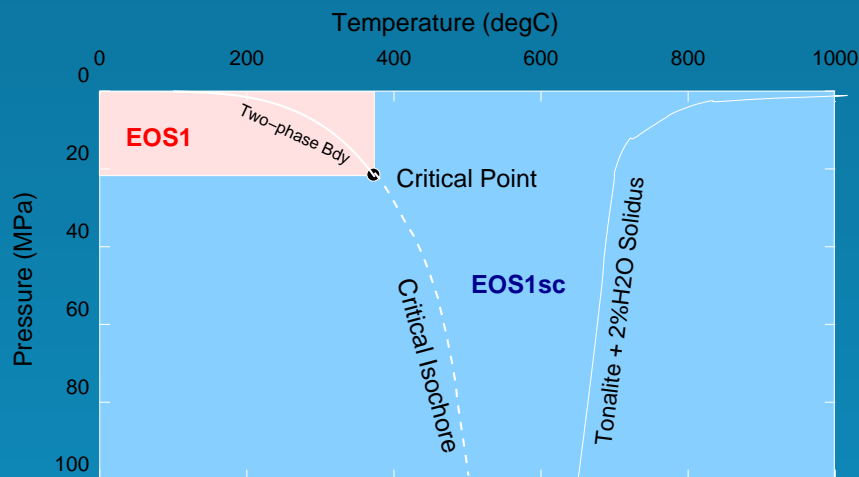 Temperature (degC)
0 200 400 600 800 1000
0
20
40
60
80
100
Pressure (MPa)
EOS1
Two–phase Bdy
Critical Point
EOS1sc
Critical Isochore
Tonalite + 2%H2O Solidus